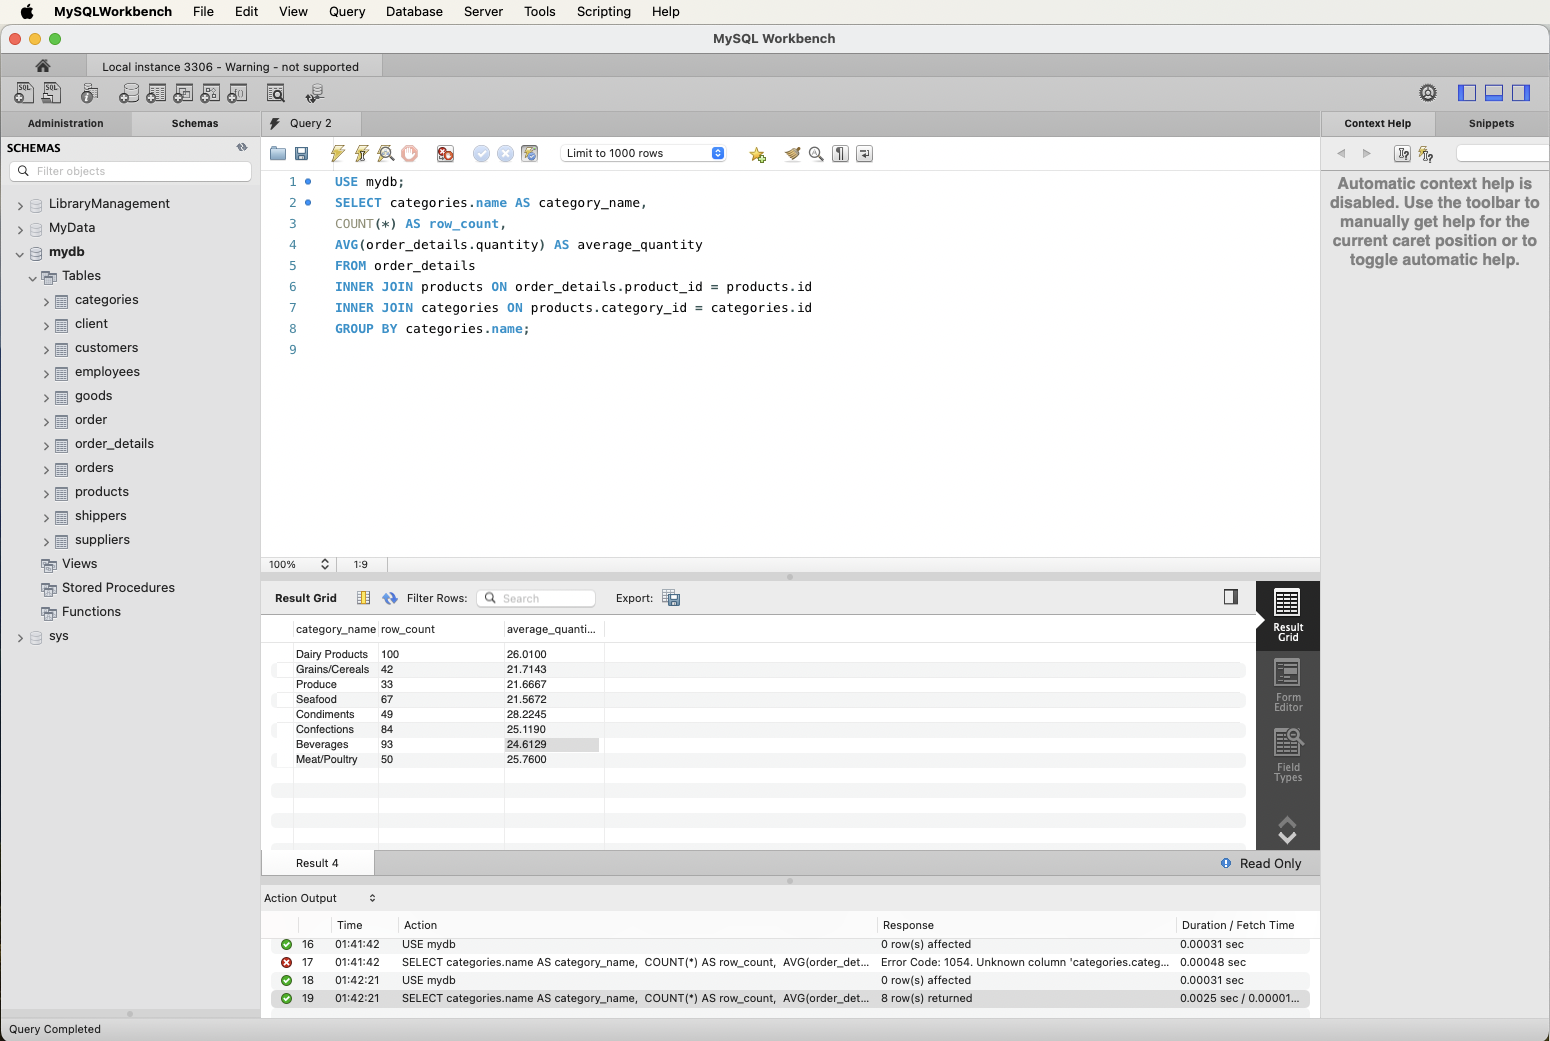 MySQLWorkbench File Edit View Query Database Server Tools Scripting Help
MySQL Workbench
Local instance 3306 - Warning - not supported
Administration Schemas
Query 2
Context Help Snippets
SCHEMAS
Filter objects
LibraryManagement
MyData
mydb
Tables
categories
client
customers
employees
goods
order
order_details
orders
products
shippers
suppliers
Views
Stored Procedures
Functions
sys
Limit to 1000 rows
1 USE mydb;
2 SELECT categories.name AS category_name,
3 COUNT(*) AS row_count,
4 AVG(order_details.quantity) AS average_quantity
5 FROM order_details
6 INNER JOIN products ON order_details.product_id = products.id
7 INNER JOIN categories ON products.category_id = categories.id
8 GROUP BY categories.name;
9
Automatic context help is
disabled. Use the toolbar to
manually get help for the
current caret position or to
toggle automatic help.
100% 1:9
Result Grid Filter Rows: Search Export:
category_name row_count average_quanti...
Dairy Products 100 26.0100
Grains/Cereals 42 21.7143
Produce 33 21.6667
Seafood 67 21.5672
Condiments 49 28.2245
Confections 84 25.1190
Beverages 93 24.6129
Meat/Poultry 50 25.7600
Result
Grid
Form
Editor
Field
Types
Result 4 Read Only
Action Output
Time Action Response Duration / Fetch Time
16 01:41:42 USE mydb 0 row(s) affected 0.00031 sec
17 01:41:42 SELECT categories.name AS category_name, COUNT(*) AS row_count, AVG(order_det... Error Code: 1054. Unknown column 'categories.categ... 0.00048 sec
18 01:42:21 USE mydb 0 row(s) affected 0.00031 sec
19 01:42:21 SELECT categories.name AS category_name, COUNT(*) AS row_count, AVG(order_det... 8 row(s) returned 0.0025 sec / 0.00001...
Query Completed